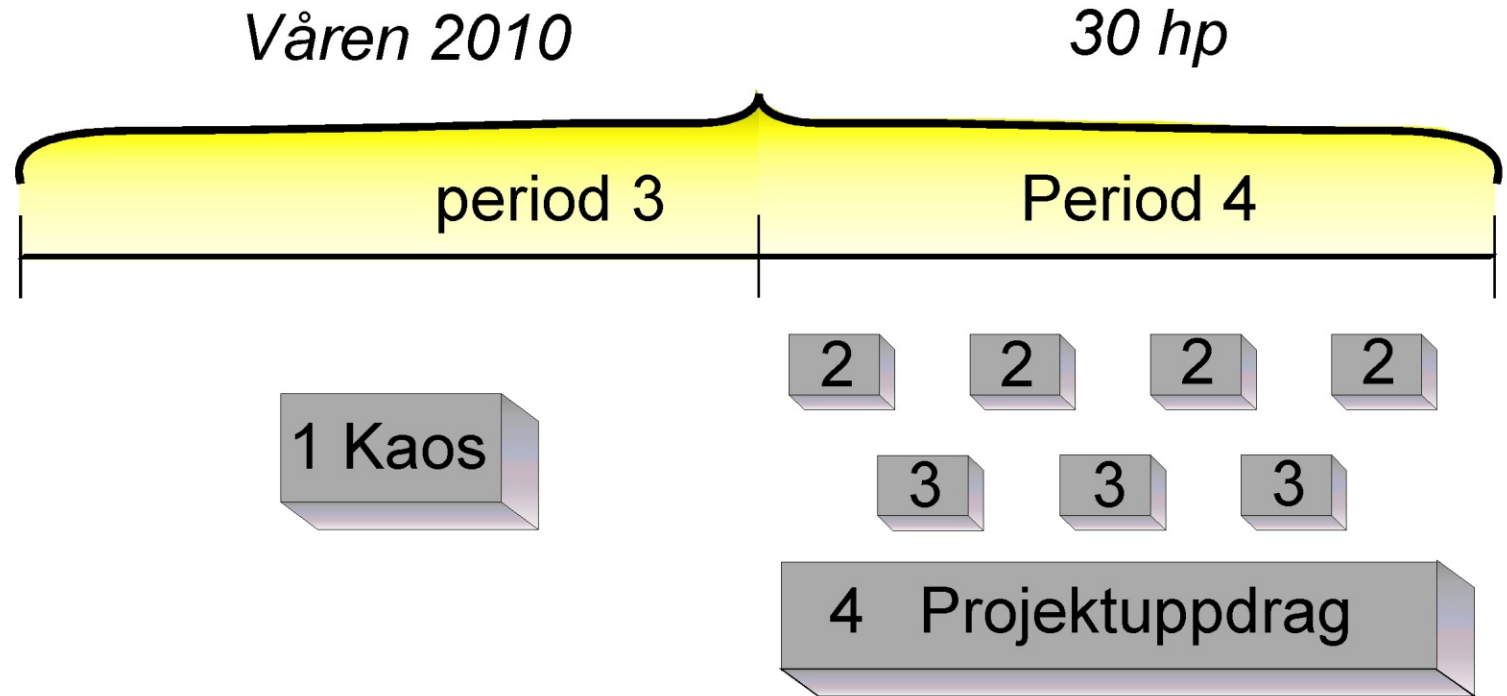 Våren 2010 30 hp
period 3 Period 4
2 2 2 2
1 Kaos
3 3 3
4 Projektuppdrag